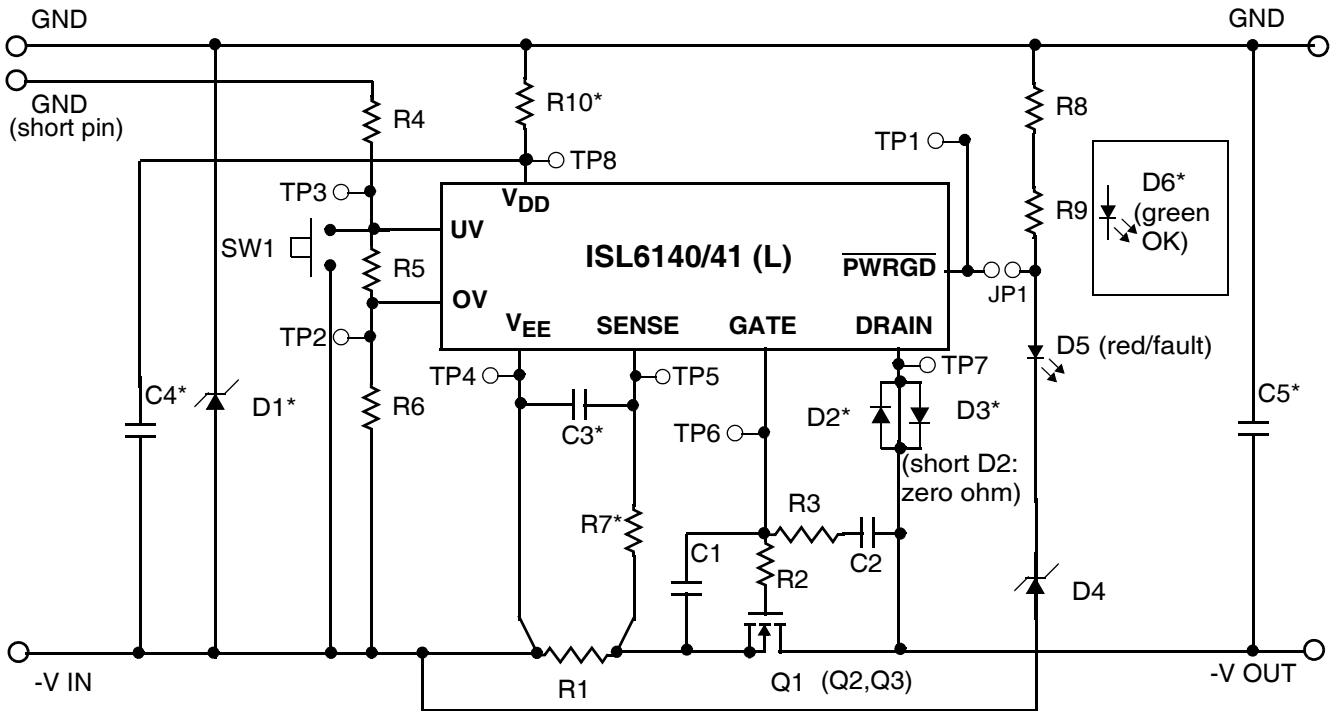 GND
GND
GND
(short pin)
R4
R10*
TP8
TP1
R8
R9
D6*
(green
OK)
TP3
SW1
R5
TP2
R6
VDD
UV
OV
ISL6140/41 (L)
PWRGD
JP1
VEE
SENSE
GATE
DRAIN
TP4
TP5
TP6
TP7
D5 (red/fault)
C4*
D1*
C3*
D2*
D3*
(short D2:
zero ohm)
C5*
R7*
R3
C1
C2
R2
D4
-V IN
R1
Q1 (Q2,Q3)
-V OUT